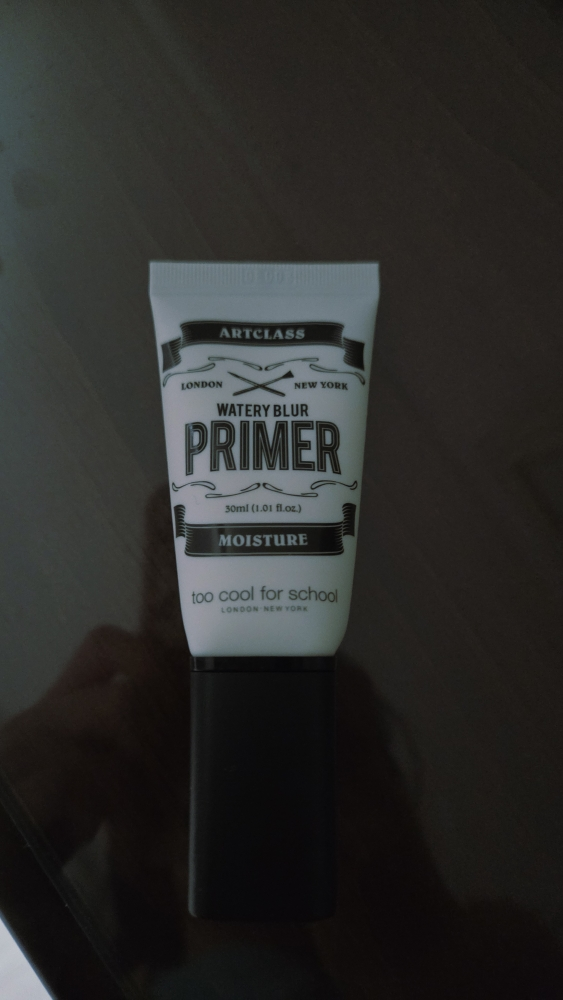 ARTCLASS
LONDON NEW YORK
WATERY BLUR
PRIMER
30ml (1.01 fl.oz.)
MOISTURE
too cool for school
LONDON NEW YORK